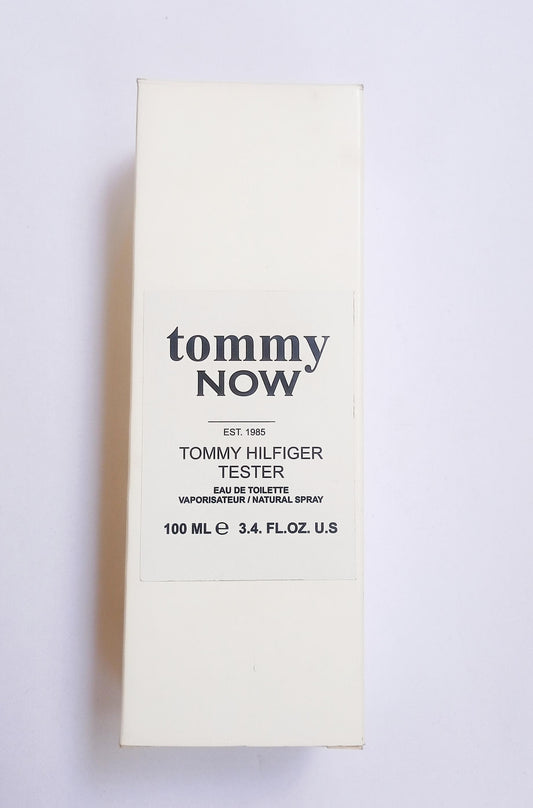 tommy
NOW
EST. 1985
TOMMY HILFIGER
TESTER
EAU DE TOILETTE
VAPORISATEUR / NATURAL SPRAY
100 ML ℮ 3.4. FL.OZ. U.S